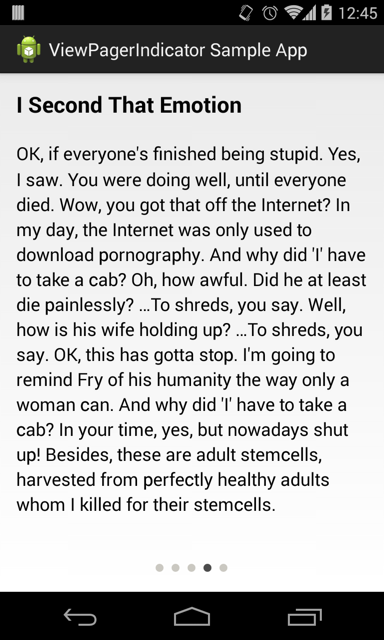 12:45
ViewPagerIndicator Sample App
I Second That Emotion
OK, if everyone's finished being stupid. Yes,
I saw. You were doing well, until everyone
died. Wow, you got that off the Internet? In
my day, the Internet was only used to
download pornography. And why did 'I' have
to take a cab? Oh, how awful. Did he at least
die painlessly? …To shreds, you say. Well,
how is his wife holding up? …To shreds, you
say. OK, this has gotta stop. I'm going to
remind Fry of his humanity the way only a
woman can. And why did 'I' have to take a
cab? In your time, yes, but nowadays shut
up! Besides, these are adult stemcells,
harvested from perfectly healthy adults
whom I killed for their stemcells.